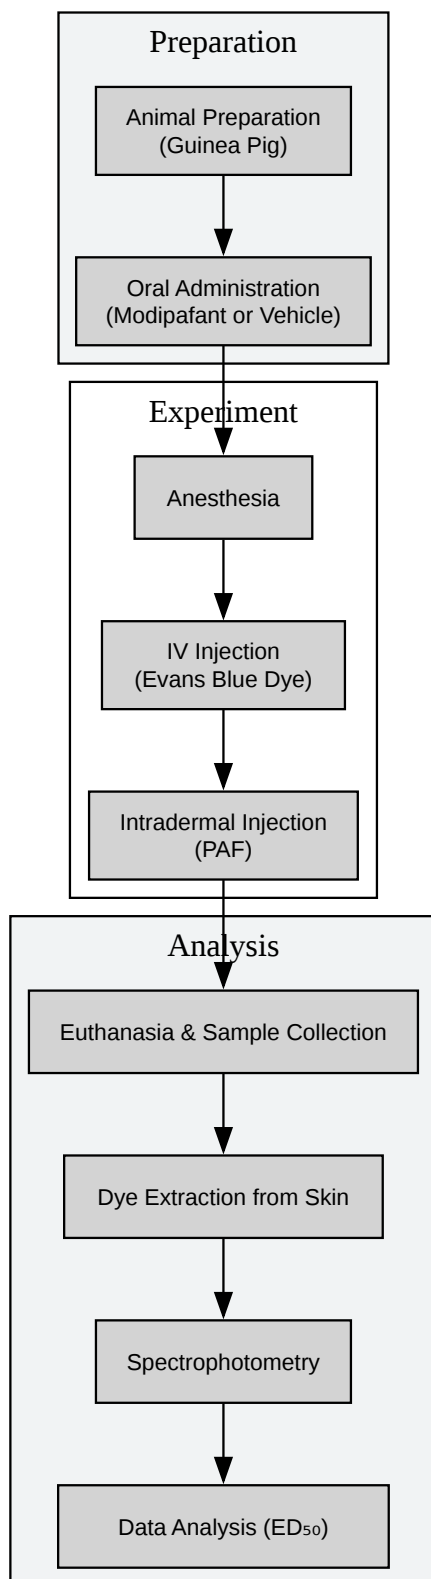 Preparation
Animal Preparation
(Guinea Pig)
Oral Administration
(Modipafant or Vehicle)
Experiment
Anesthesia
IV Injection
(Evans Blue Dye)
Intradermal Injection
(PAF)
Analysis
Euthanasia & Sample Collection
Dye Extraction from Skin
Spectrophotometry
Data Analysis (ED₅₀)